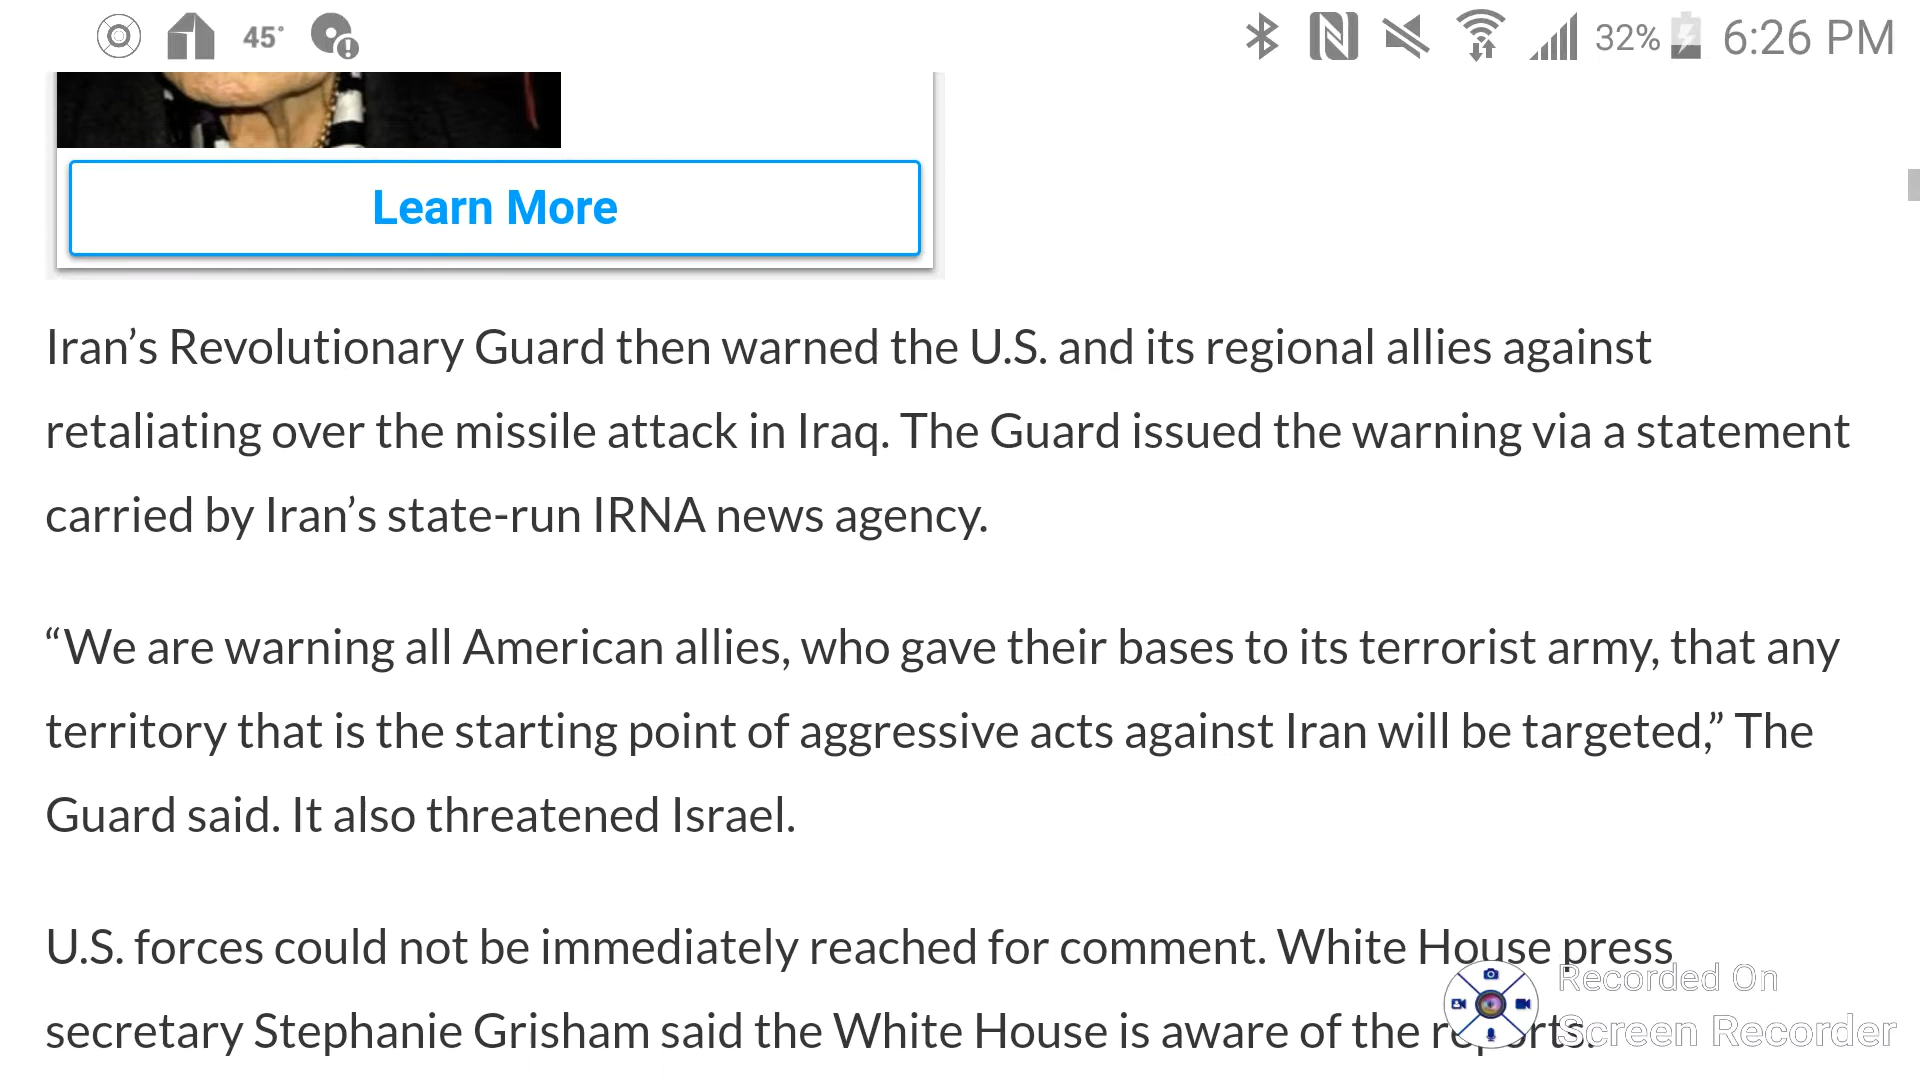 45°
32% 6:26 PM
Learn More
Iran’s Revolutionary Guard then warned the U.S. and its regional allies against
retaliating over the missile attack in Iraq. The Guard issued the warning via a statement
carried by Iran’s state-run IRNA news agency.
“We are warning all American allies, who gave their bases to its terrorist army, that any
territory that is the starting point of aggressive acts against Iran will be targeted,” The
Guard said. It also threatened Israel.
U.S. forces could not be immediately reached for comment. White House press
secretary Stephanie Grisham said the White House is aware of the reports.
Recorded On
Screen Recorder